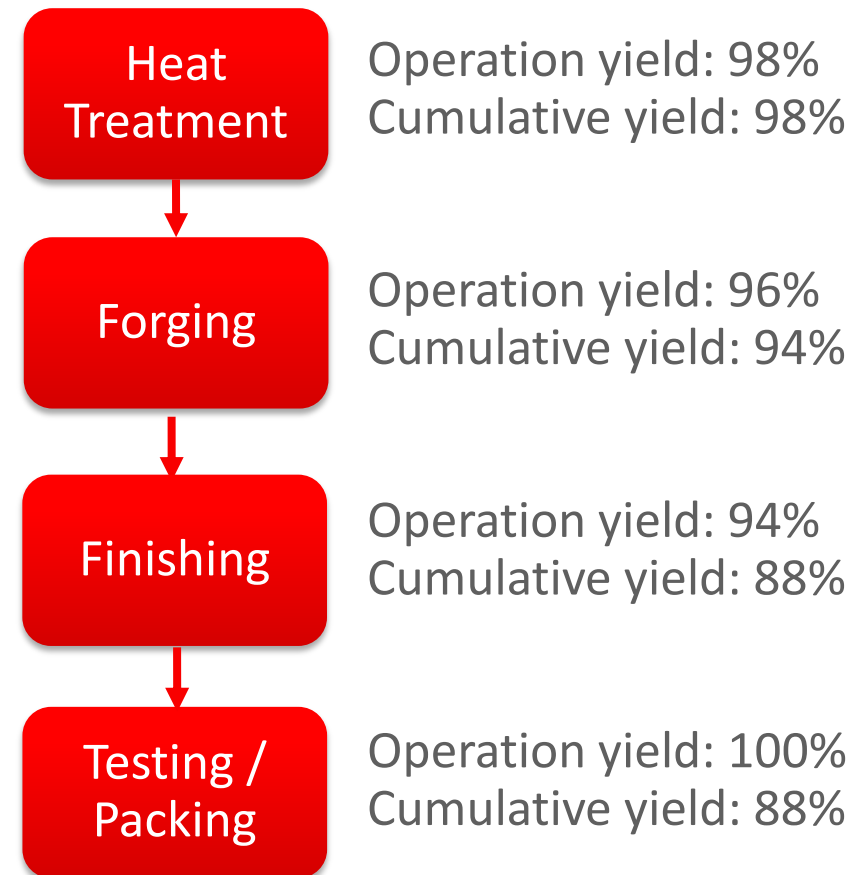 Heat
Treatment
Operation yield: 98%
Cumulative yield: 98%
Forging
Operation yield: 96%
Cumulative yield: 94%
Finishing
Operation yield: 94%
Cumulative yield: 88%
Testing /
Packing
Operation yield: 100%
Cumulative yield: 88%